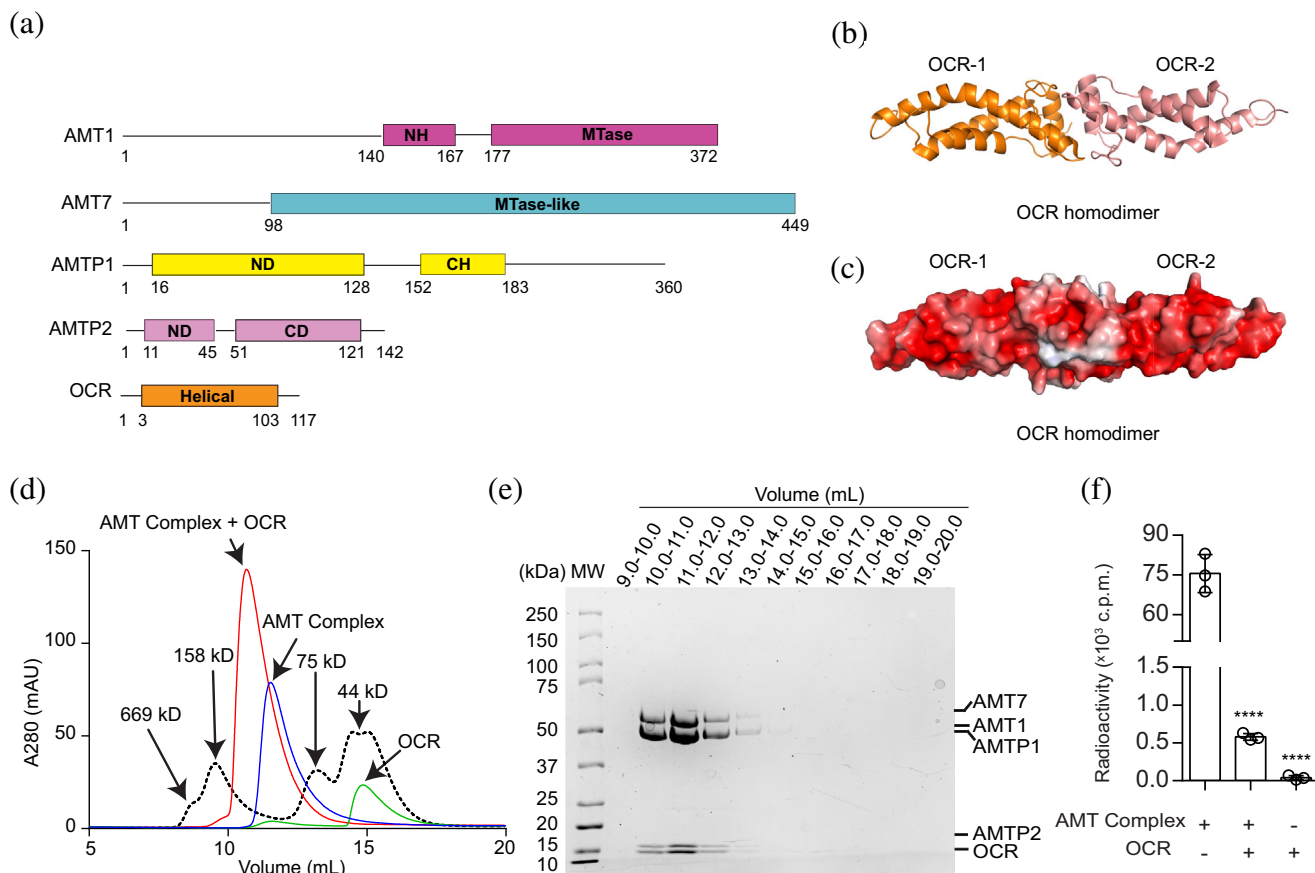 (a)
AMT1 NH MTase
1 140 167 177 372
AMT7 MTase-like
1 98 449
AMTP1 ND CH
1 16 128 152 183 360
AMTP2 ND CD
1 11 45 51 121 142
OCR Helical
1 3 103 117
(b)
OCR-1 OCR-2
OCR homodimer
(c)
OCR-1 OCR-2
OCR homodimer
(d)
AMT Complex + OCR
150
AMT Complex
100
158 kD
75 kD
44 kD
669 kD
50
OCR
0
A280 (mAU)
5 10 15 20
Volume (mL)
(e)
Volume (mL)
(kDa) MW 9.0-10.0 10.0-11.0 11.0-12.0 12.0-13.0 13.0-14.0 14.0-15.0 15.0-16.0 16.0-17.0 17.0-18.0 18.0-19.0 19.0-20.0
250
150
100
75
50
37
25
20
15
10
AMT7
AMT1
AMTP1
AMTP2
OCR
(f)
Radioactivity (×10³ c.p.m.)
90
75
60
1.5
1.0
0.5
0.0
****
****
AMT Complex + + -
OCR - + +